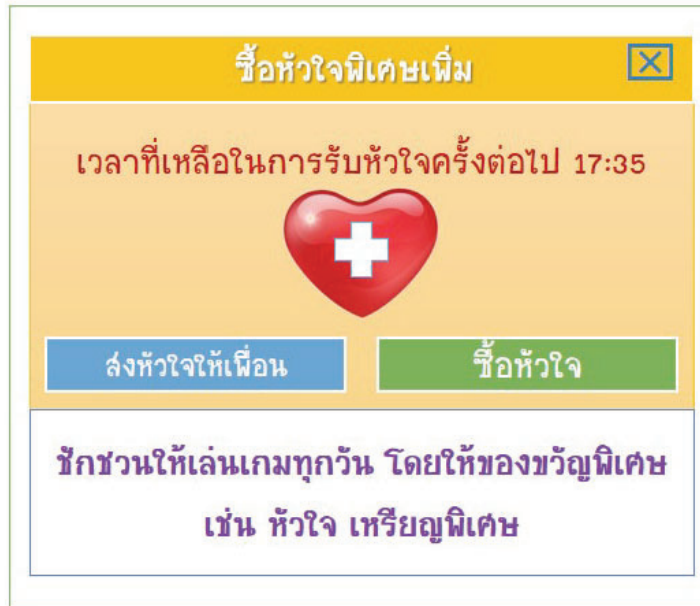 ซื้อหัวใจพิเศษเพิ่ม
เวลาที่เหลือในการรับหัวใจครั้งต่อไป 17:35
ส่งหัวใจให้เพื่อน
ซื้อหัวใจ
ชักชวนให้เล่นเกมทุกวัน โดยให้ของขวัญพิเศษ
เช่น หัวใจ เหรียญพิเศษ